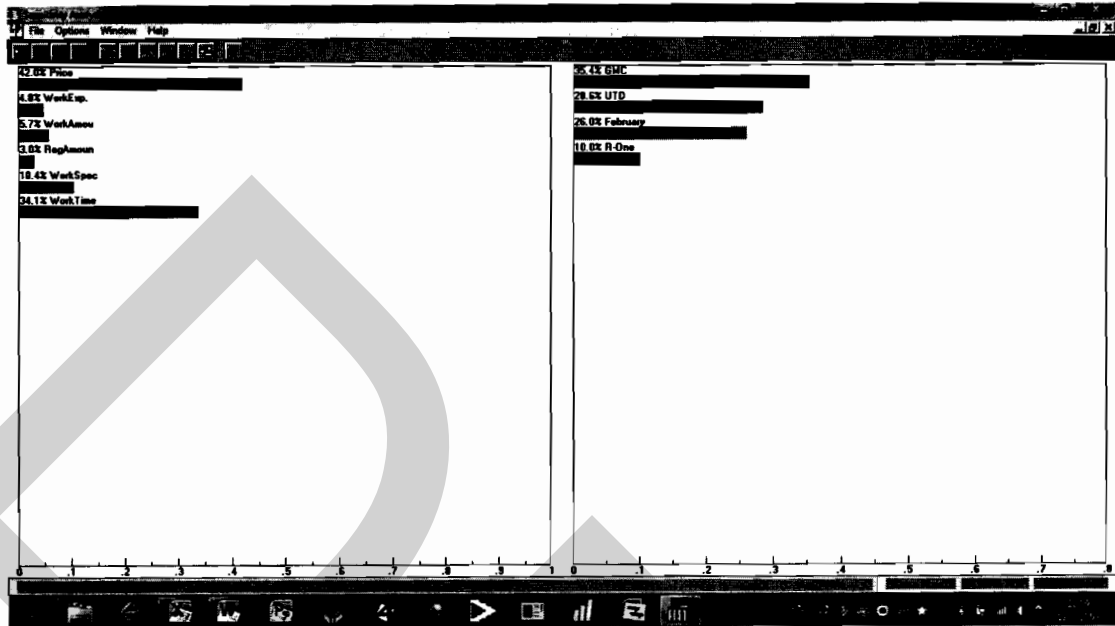 File Options Window Help
42.0% Price
4.8% WorkExp.
5.7% WorkAmou
3.0% RegAmoun
10.4% WorkSpec
34.1% WorkTime
0 .1 .2 .3 .4 .5 .6 .7 .8 .9 1
35.4% GMC
28.6% UTD
26.0% February
10.0% R-One
0 .1 .2 .3 .4 .5 .6 .7 .8